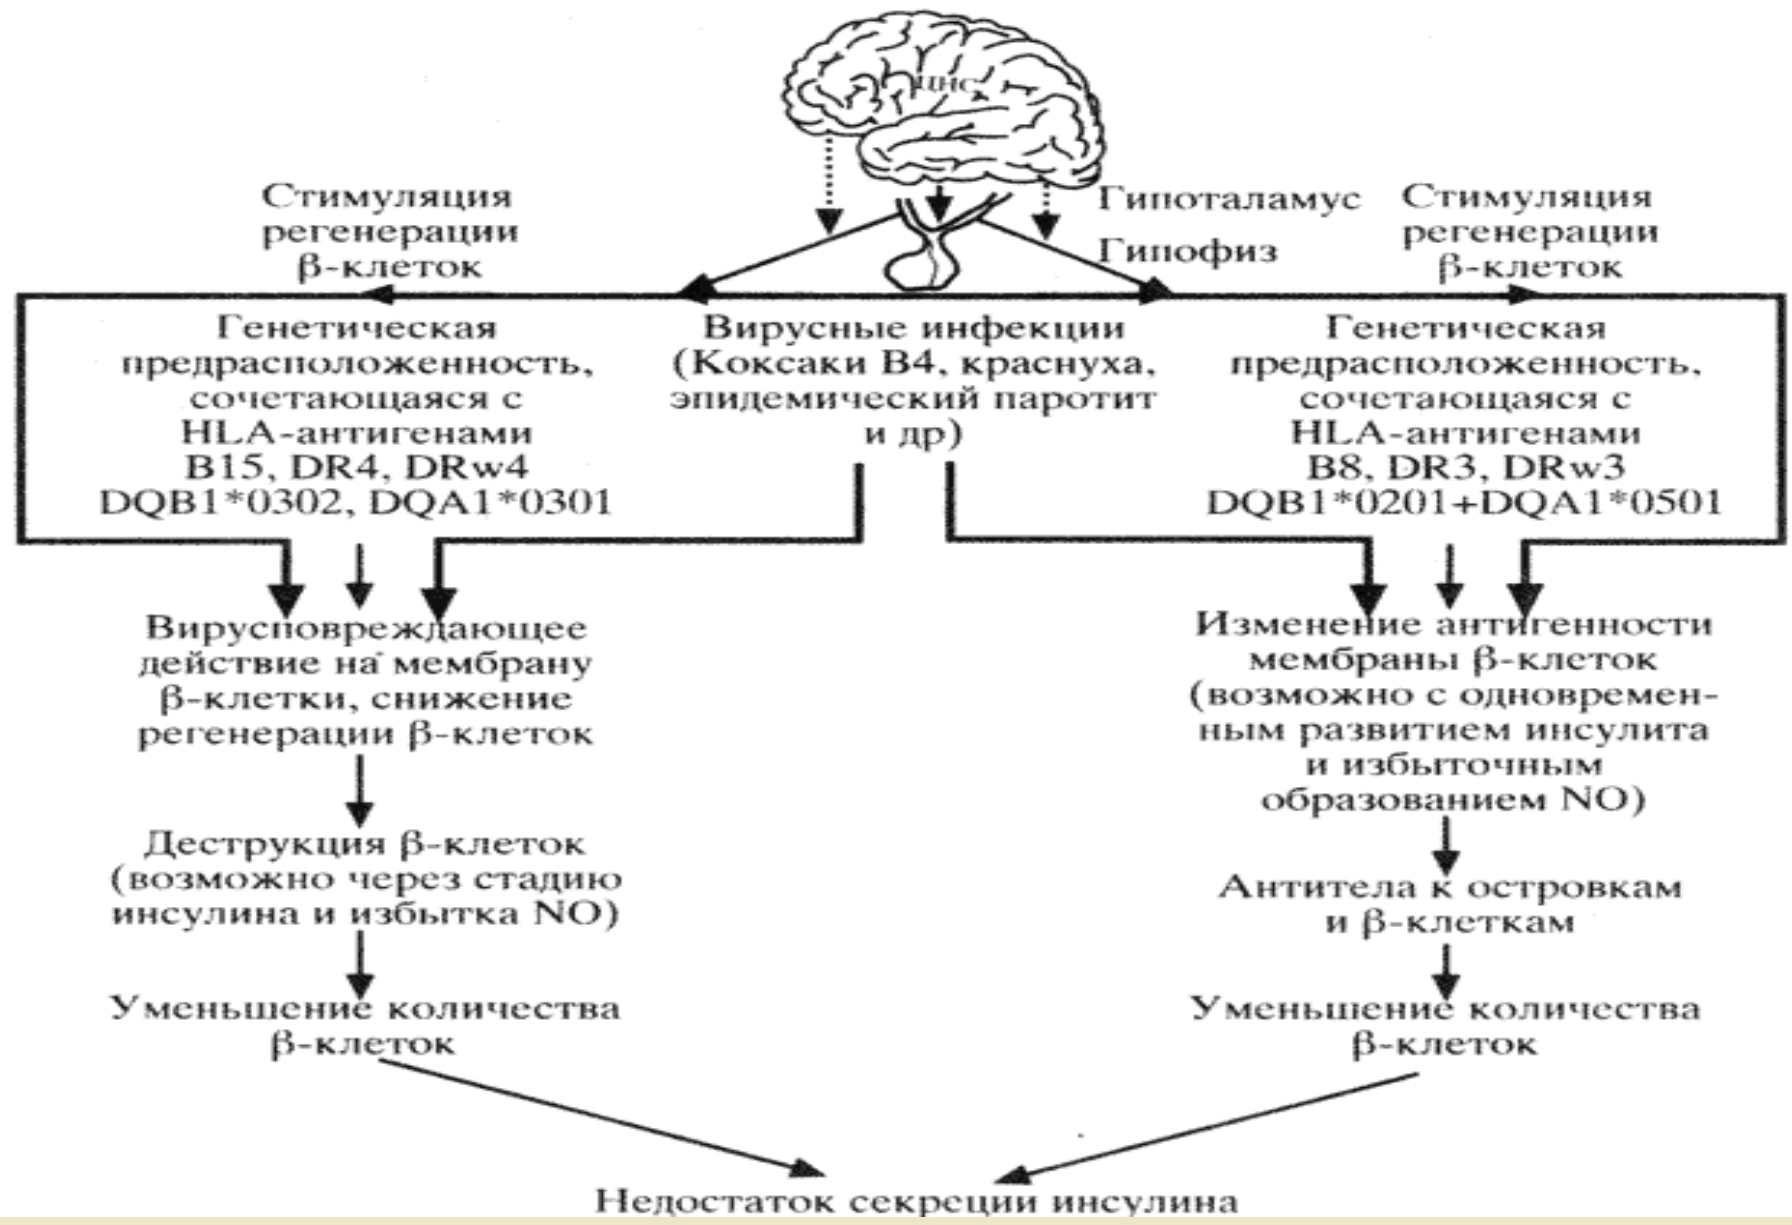 ЦНС
Стимуляция
регенерации
β-клеток
Гипоталамус
Гипофиз
Стимуляция
регенерации
β-клеток
Генетическая
предрасположенность,
сочетающаяся с
HLA-антигенами
B15, DR4, DRw4
DQB1*0302, DQA1*0301
Вирусные инфекции
(Коксаки B4, краснуха,
эпидемический паротит
и др)
Генетическая
предрасположенность,
сочетающаяся с
HLA-антигенами
B8, DR3, DRw3
DQB1*0201+DQA1*0501
Вирусповреждающее
действие на мембрану
β-клетки, снижение
регенерации β-клеток
Деструкция β-клеток
(возможно через стадию
инсулина и избытка NO)
Уменьшение количества
β-клеток
Изменение антигенности
мембраны β-клеток
(возможно с одновремен-
ным развитием инсулита
и избыточным
образованием NO)
Антитела к островкам
и β-клеткам
Уменьшение количества
β-клеток
Недостаток секреции инсулина